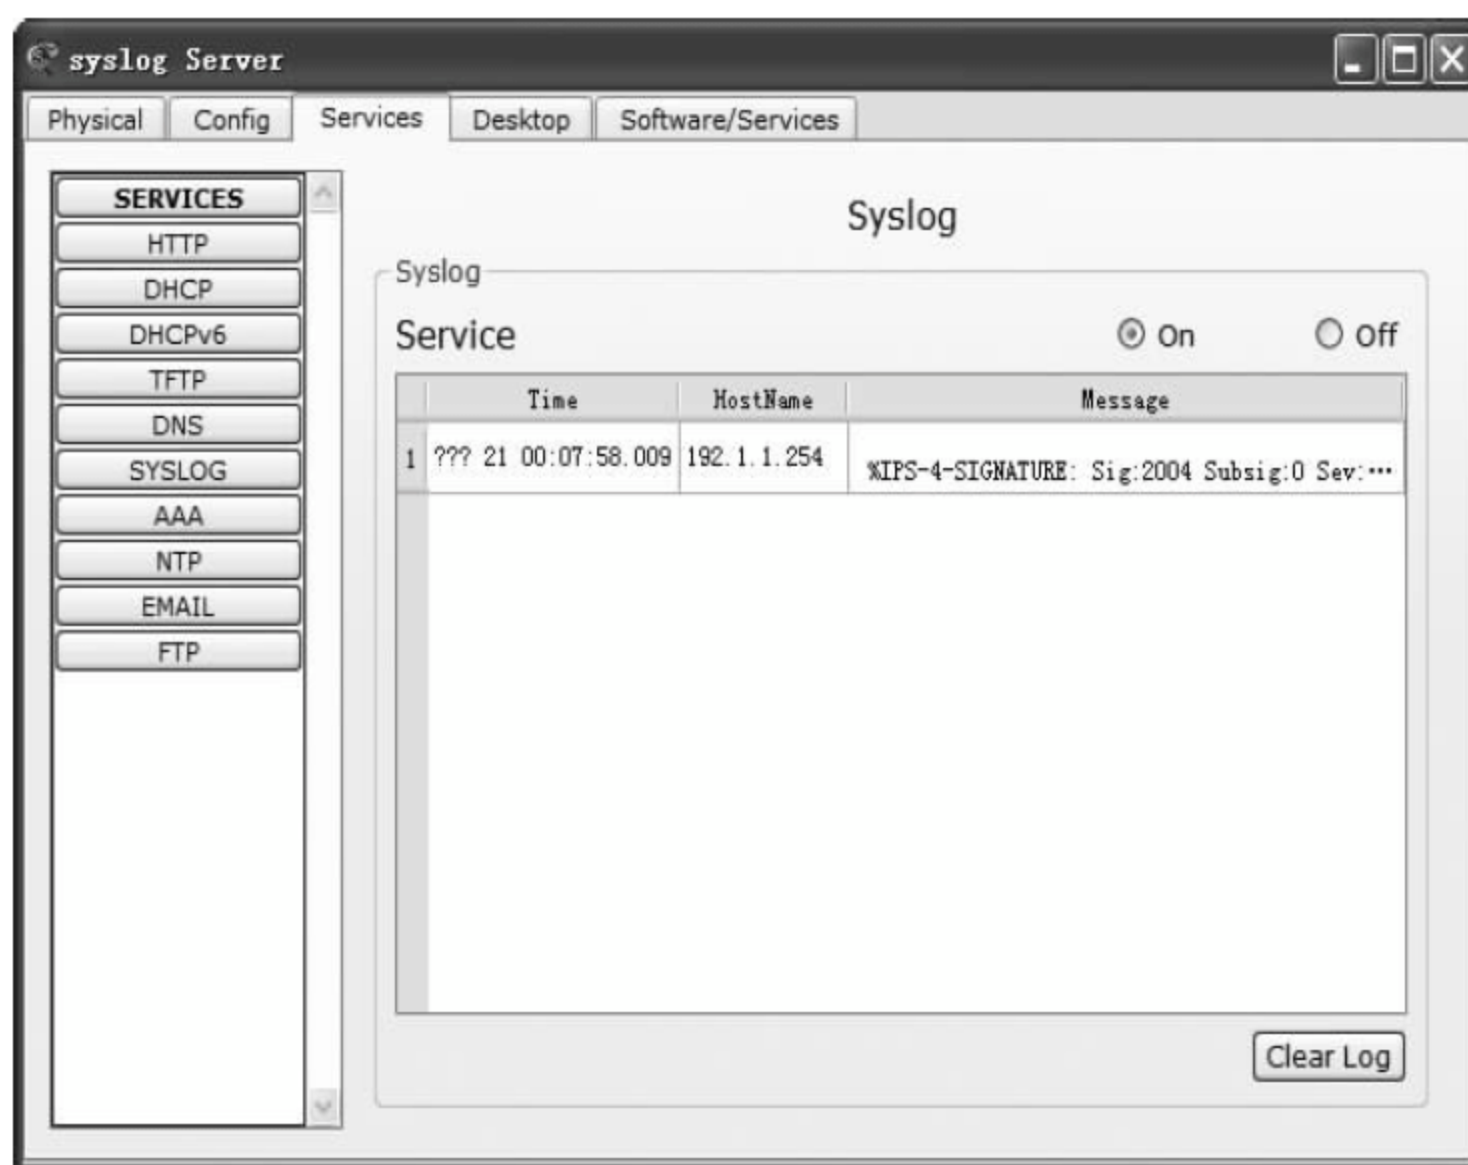 syslog Server
Physical Config Services Desktop Software/Services
SERVICES
HTTP
DHCP
DHCPv6
TFTP
DNS
SYSLOG
AAA
NTP
EMAIL
FTP
Syslog
Syslog
Service On Off
Time HostName Message
1 ??? 21 00:07:58.009 192.1.1.254 %IPS-4-SIGNATURE: Sig:2004 Subsig:0 Sev:···
Clear Log